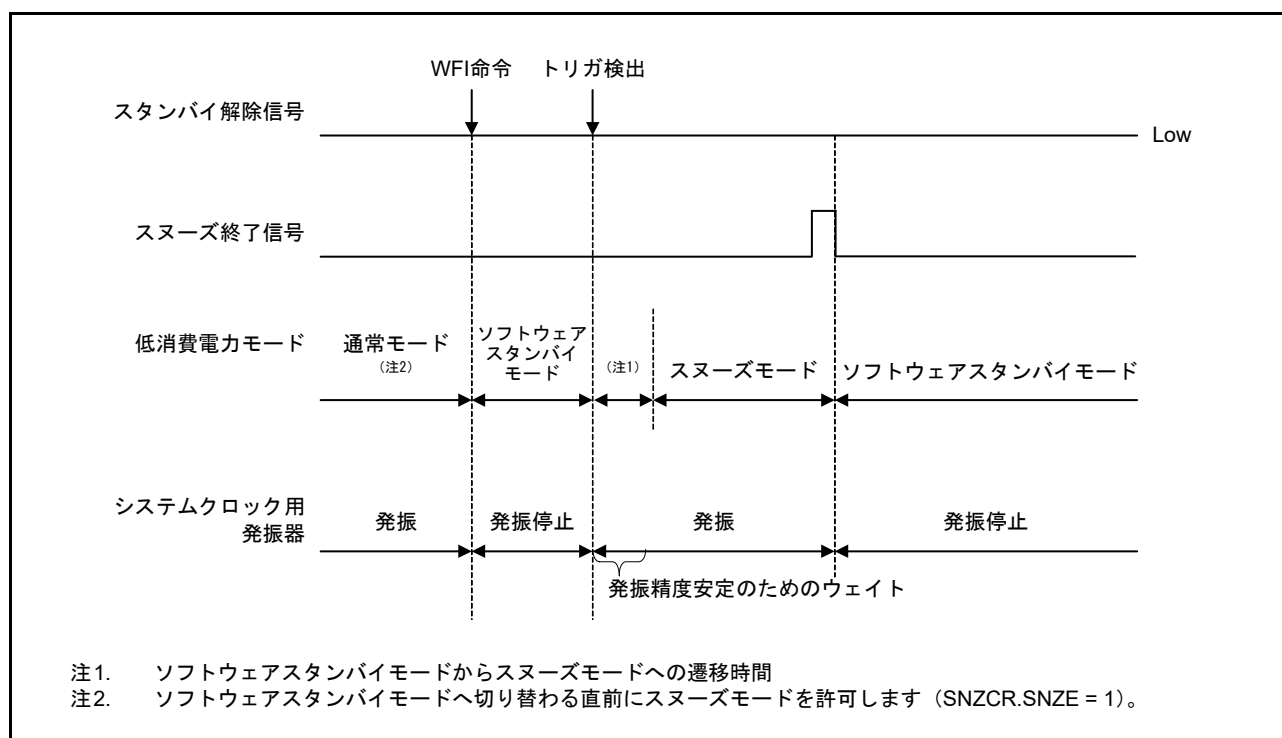 WFI命令 トリガ検出
スタンバイ解除信号
Low
スヌーズ終了信号
低消費電力モード
通常モード
(注2)
ソフトウェア
スタンバイ
モード
(注1)
スヌーズモード
ソフトウェアスタンバイモード
システムクロック用
発振器
発振
発振停止
発振
発振停止
発振精度安定のためのウェイト
注1. ソフトウェアスタンバイモードからスヌーズモードへの遷移時間
注2. ソフトウェアスタンバイモードへ切り替わる直前にスヌーズモードを許可します（SNZCR.SNZE = 1）。